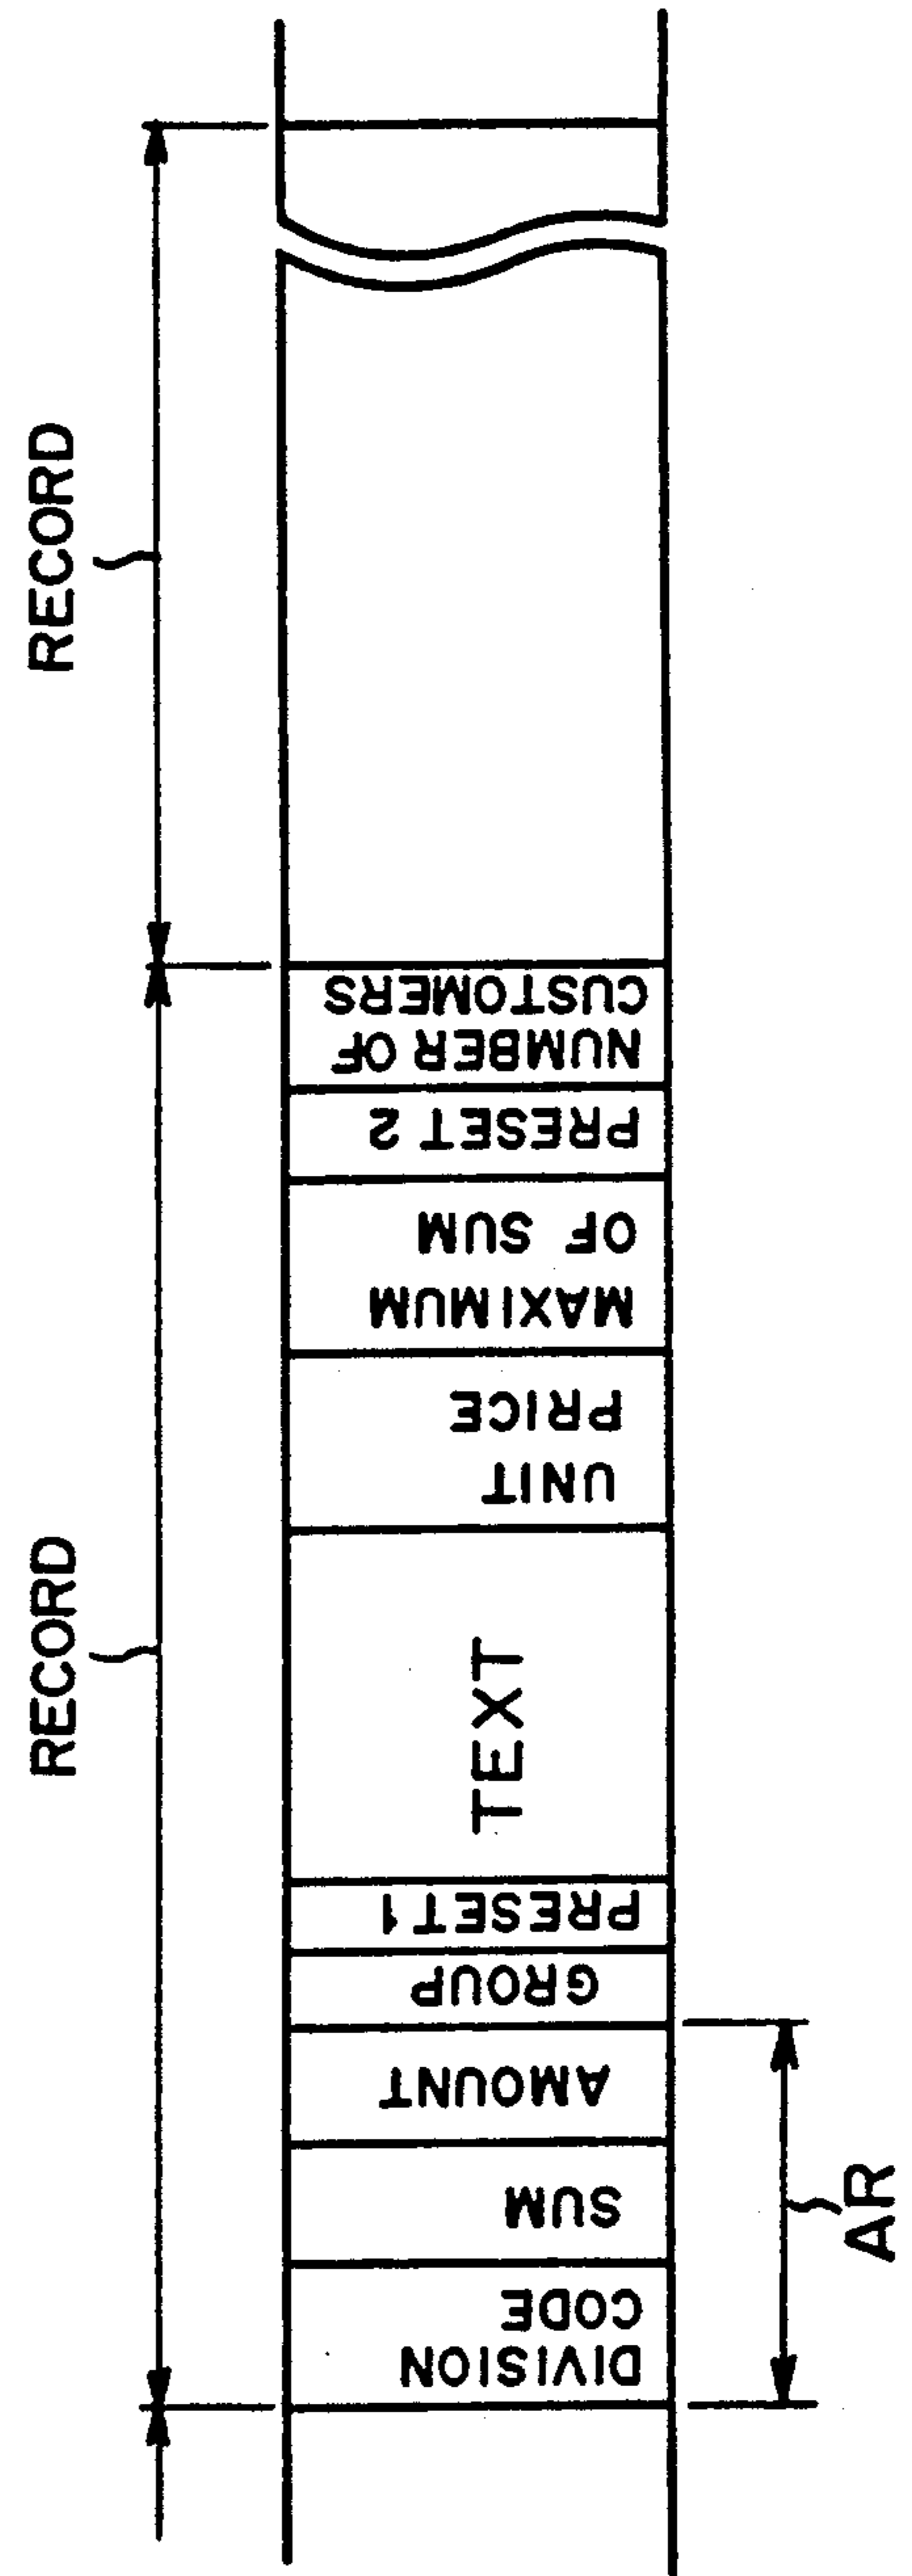 RECORD
RECORD
DIVISION
CODE
SUM
AMOUNT
GROUP
PRESET 1
TEXT
UNIT
PRICE
MAXIMUM
OF SUM
PRESET 2
NUMBER OF
CUSTOMERS
AR